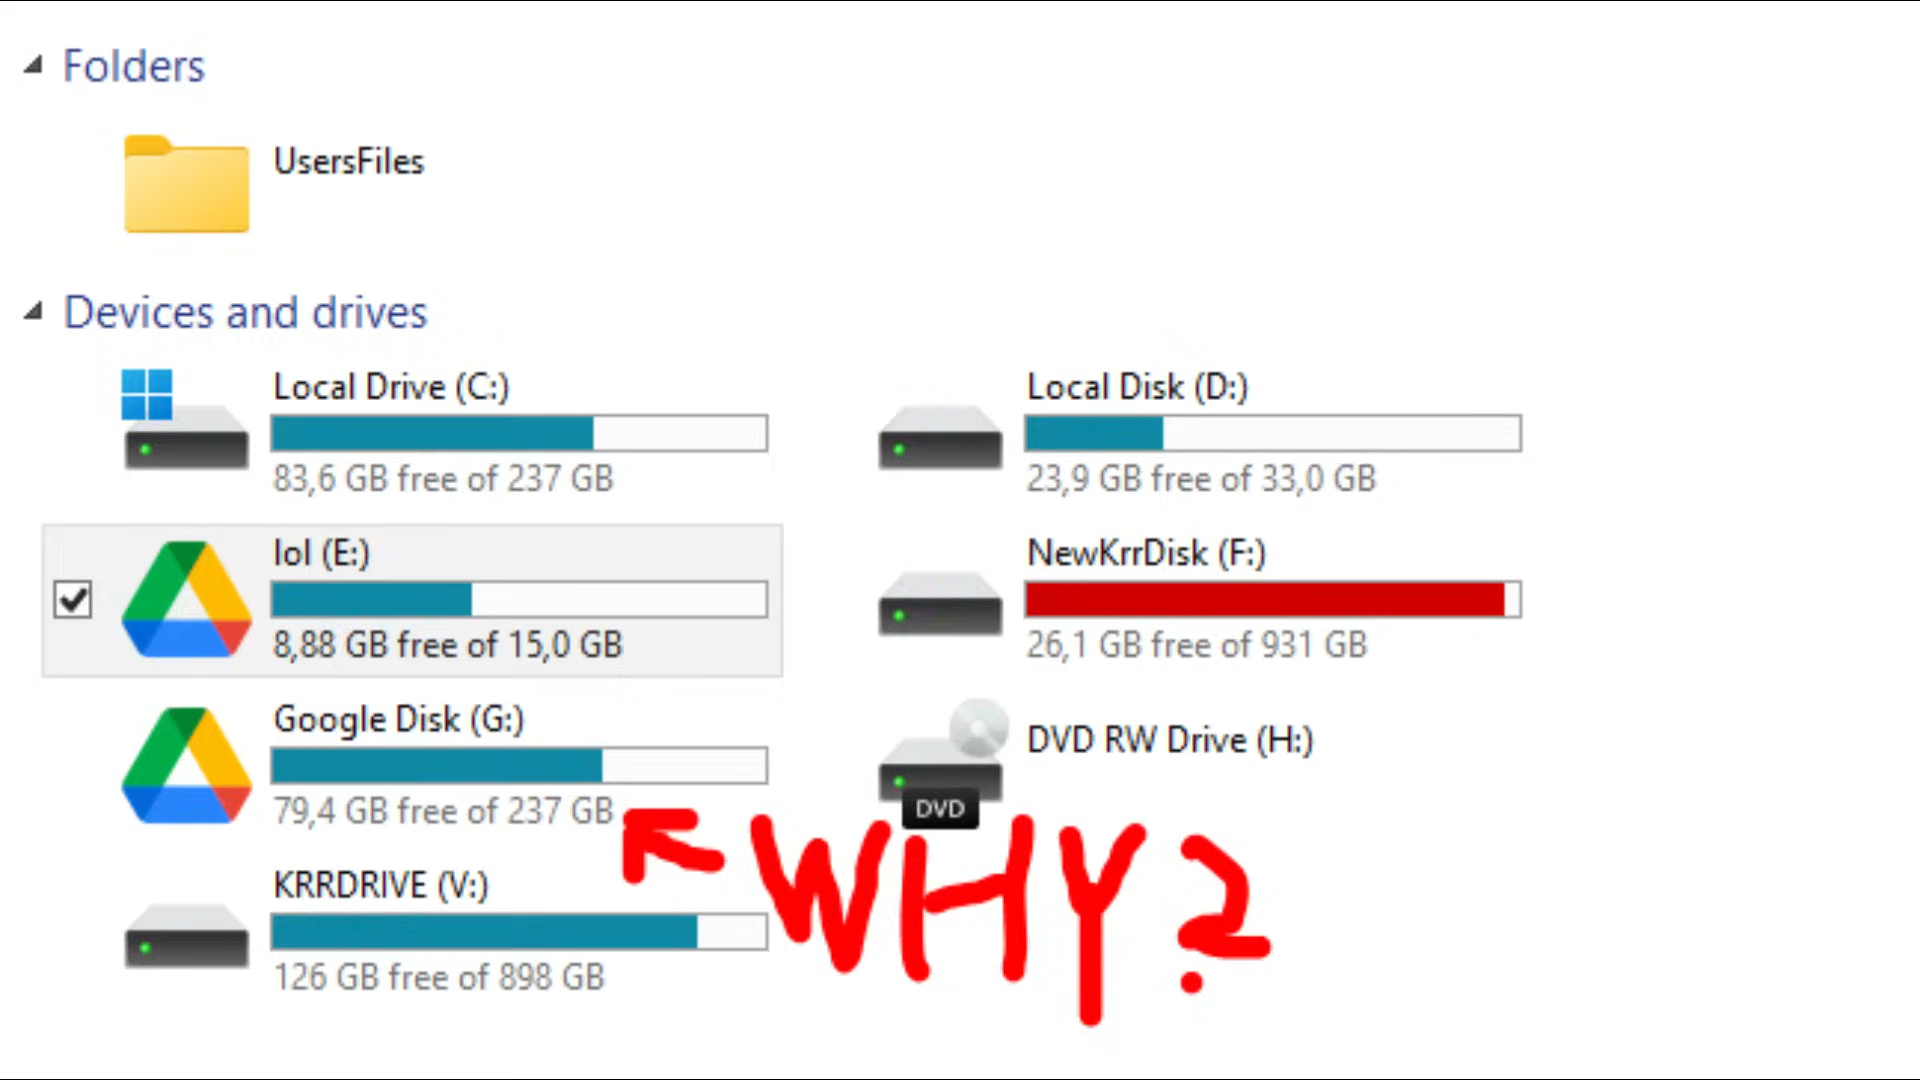 Folders
UsersFiles
Devices and drives
Local Drive (C:)
83,6 GB free of 237 GB
Local Disk (D:)
23,9 GB free of 33,0 GB
lol (E:)
8,88 GB free of 15,0 GB
NewKrrDisk (F:)
26,1 GB free of 931 GB
Google Disk (G:)
79,4 GB free of 237 GB
DVD RW Drive (H:)
DVD
WHY?
KRRDRIVE (V:)
126 GB free of 898 GB